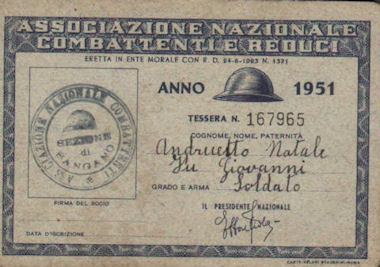 ASSOCIAZIONE NAZIONALE
COMBATTENTI E REDUCI
ERETTA IN ENTE MORALE CON R. D. 24-6-1923 N. 1371
ANNO 1951
TESSERA N. 167965
COGNOME, NOME, PATERNITÀ
Andruetto Natale
Fu Giovanni
GRADO E ARMA Soldato
IL PRESIDENTE NAZIONALE
ASSOCIAZIONE NAZIONALE COMBATTENTI
SEZIONE
di
FIRMA DEL SOCIO
DATA D'ISCRIZIONE